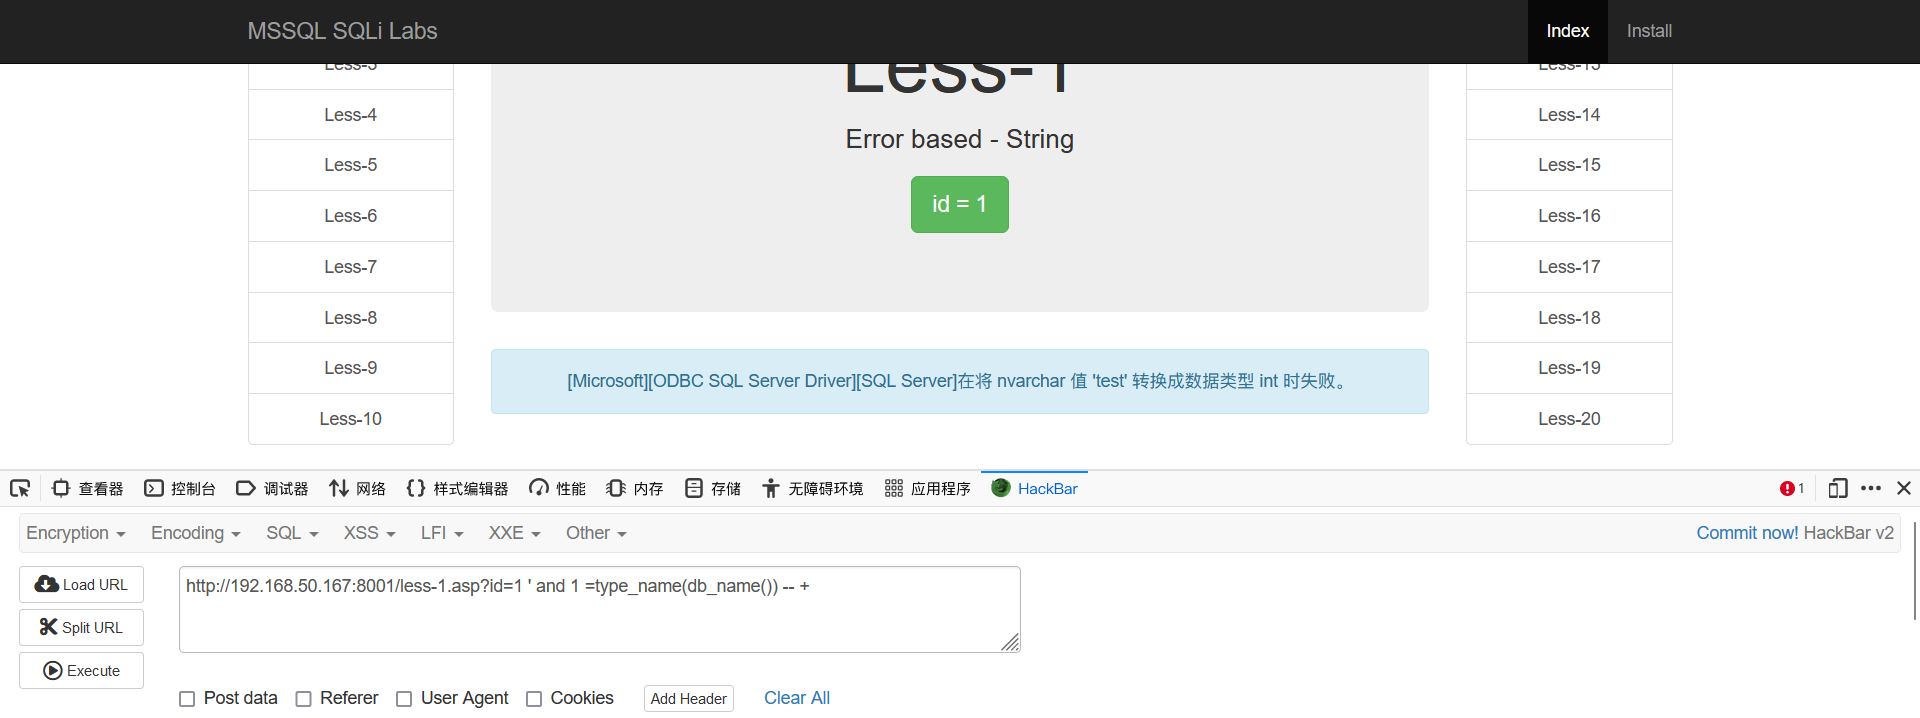 MSSQL SQLi Labs
Index
Install
Less-3
Less-4
Less-5
Less-6
Less-7
Less-8
Less-9
Less-10
Less-1
Error based - String
id = 1
[Microsoft][ODBC SQL Server Driver][SQL Server]在将 nvarchar 值 'test' 转换成数据类型 int 时失败。
Less-13
Less-14
Less-15
Less-16
Less-17
Less-18
Less-19
Less-20
查看器 控制台 调试器 网络 样式编辑器 性能 内存 存储 无障碍环境 应用程序 HackBar 1
Encryption Encoding SQL XSS LFI XXE Other Commit now! HackBar v2
Load URL
Split URL
Execute
http://192.168.50.167:8001/less-1.asp?id=1 ' and 1 =type_name(db_name()) -- +
Post data Referer User Agent Cookies Add Header Clear All